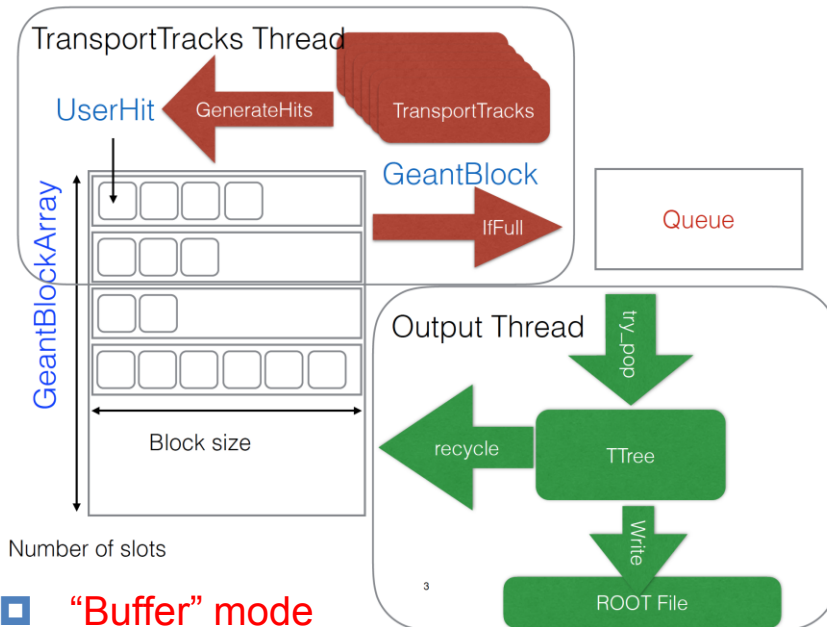 TransportTracks Thread
UserHit
GenerateHits
TransportTracks
GeantBlock
GeantBlockArray
IfFull
Queue
Output Thread
try_pop
Block size
recycle
TTree
Write
Number of slots
3
ROOT File
“Buffer” mode